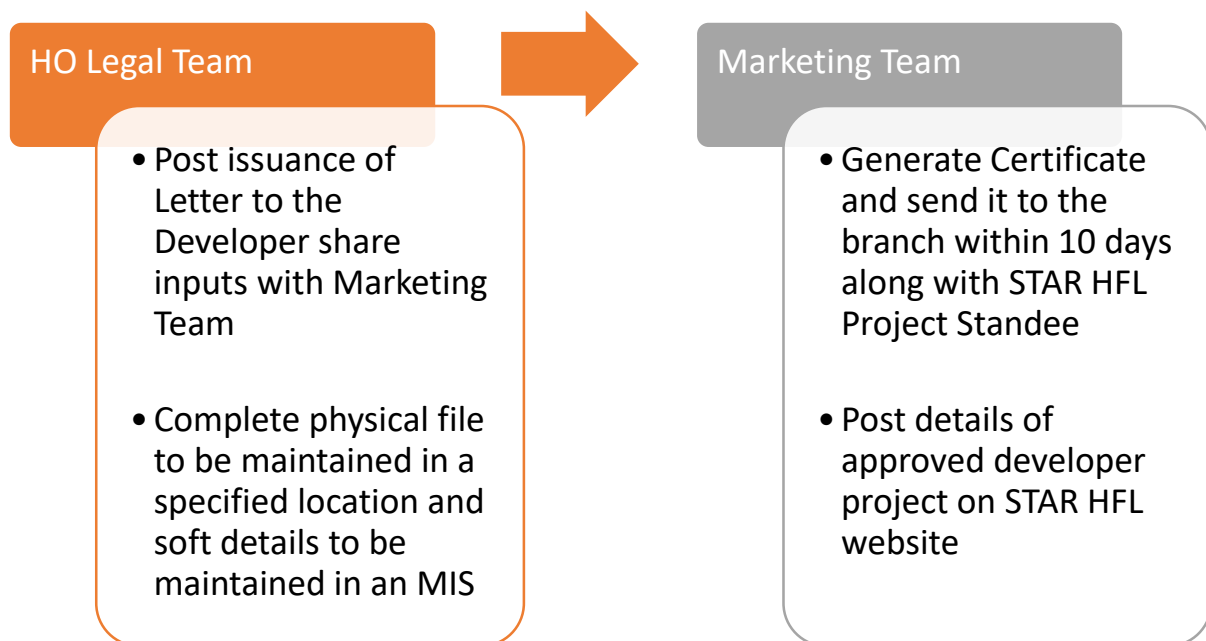 HO Legal Team
• Post issuance of
Letter to the
Developer share
inputs with Marketing
Team
• Complete physical file
to be maintained in a
specified location and
soft details to be
maintained in an MIS
Marketing Team
• Generate Certificate
and send it to the
branch within 10 days
along with STAR HFL
Project Standee
• Post details of
approved developer
project on STAR HFL
website